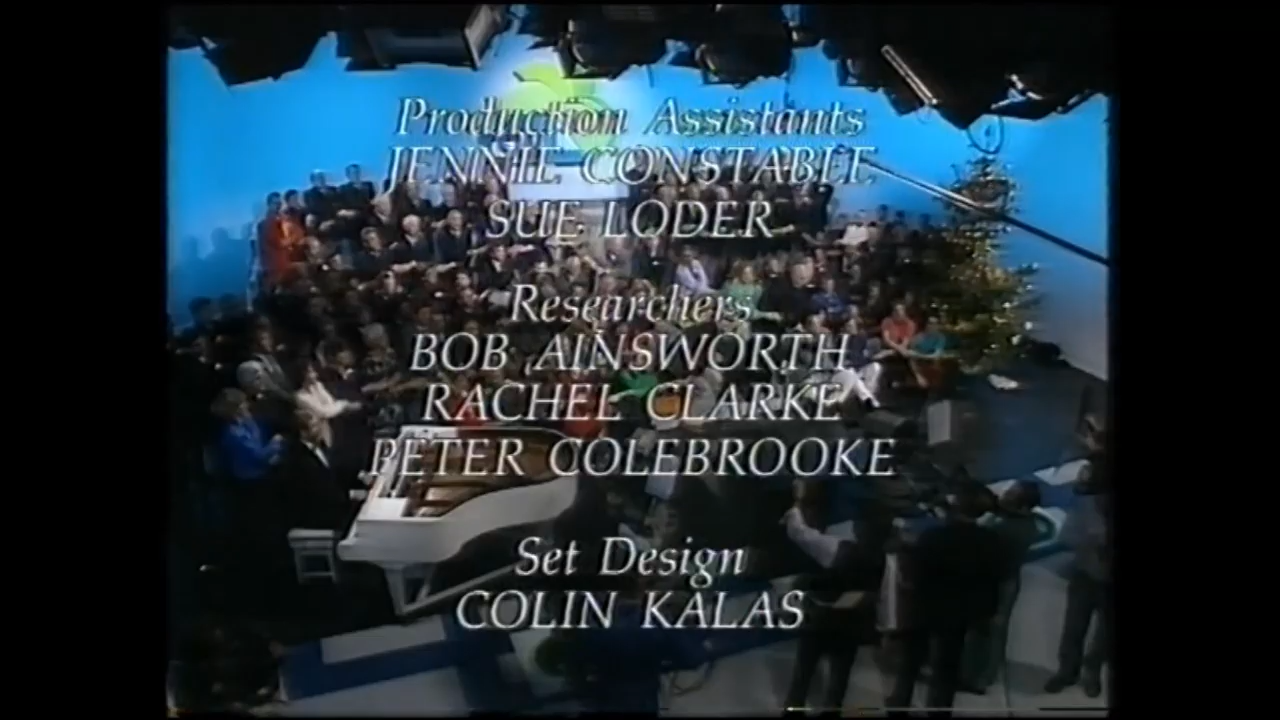 Production Assistants
JENNIE CONSTABLE
SUE LODER
Researchers
BOB AINSWORTH
RACHEL CLARKE
PETER COLEBROOKE
Set Design
COLIN KALAS